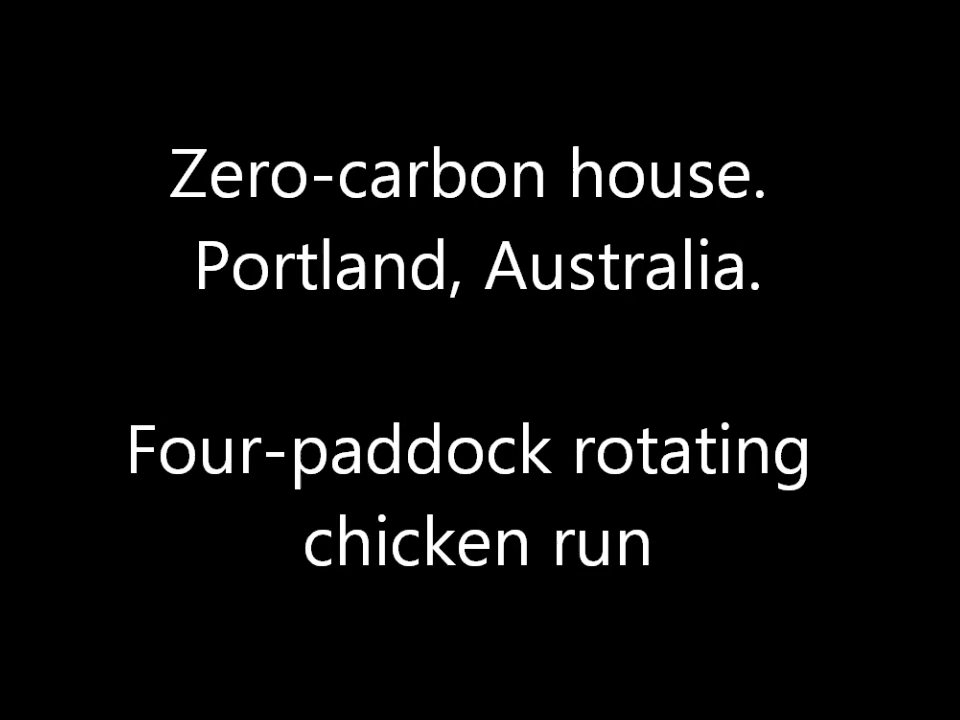 Zero-carbon house.
Portland, Australia.
Four-paddock rotating
chicken run